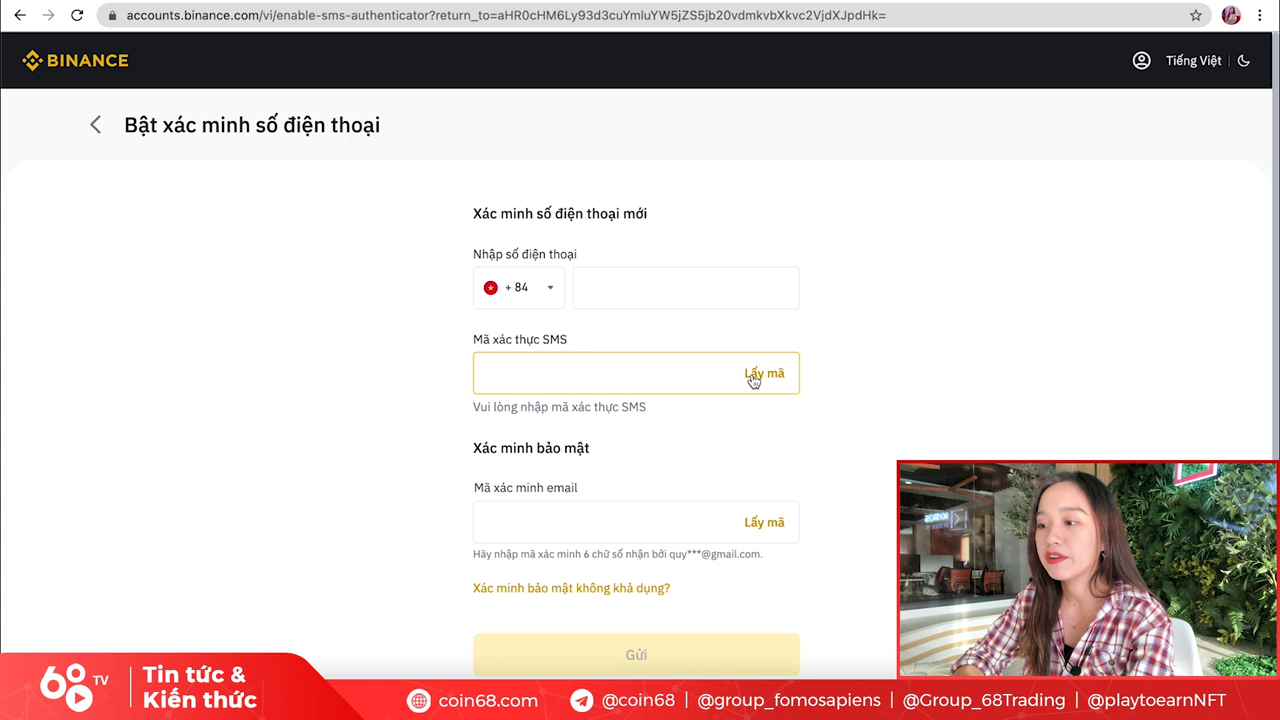 accounts.binance.com/vi/enable-sms-authenticator?return_to=aHR0cHM6Ly93d3cuYmluYW5jZS5jb20vdmkvbXkvc2VjdXJpdHk=
BINANCE
Tiếng Việt
Bật xác minh số điện thoại
Xác minh số điện thoại mới
Nhập số điện thoại
+ 84
Mã xác thực SMS
Lấy mã
Vui lòng nhập mã xác thực SMS
Xác minh bảo mật
Mã xác minh email
Lấy mã
Hãy nhập mã xác minh 6 chữ số nhận bởi quy***@gmail.com.
Xác minh bảo mật không khả dụng?
Gửi
68 TV
Tin tức &
Kiến thức
coin68.com
@coin68 | @group_fomosapiens | @Group_68Trading | @playtoearnNFT